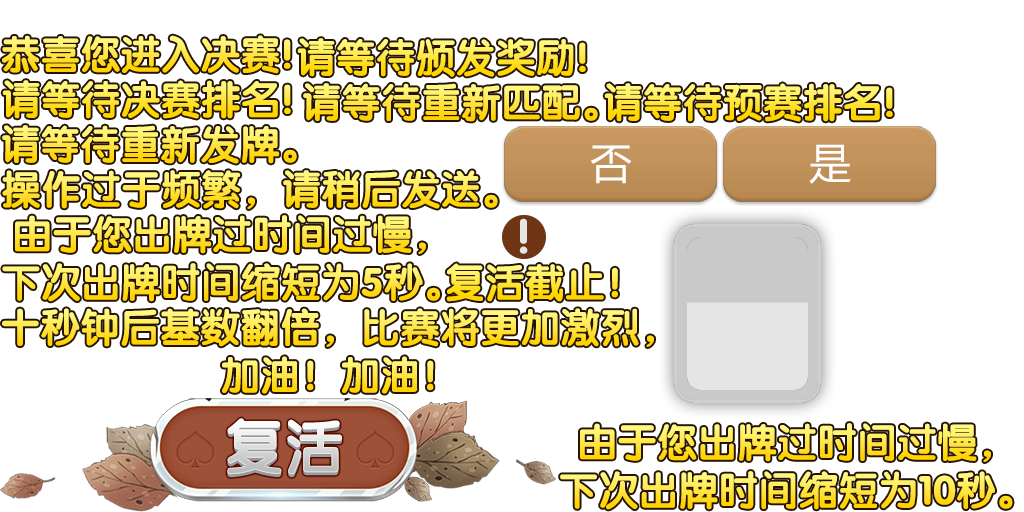 恭喜您进入决赛!请等待颁发奖励!
请等待决赛排名!请等待重新匹配。请等待预赛排名!
请等待重新发牌。
否 是
操作过于频繁，请稍后发送。
由于您出牌过时间过慢，
!
下次出牌时间缩短为5秒。复活截止!
十秒钟后基数翻倍，比赛将更加激烈，
加油！加油！
复活
由于您出牌过时间过慢，
下次出牌时间缩短为10秒。